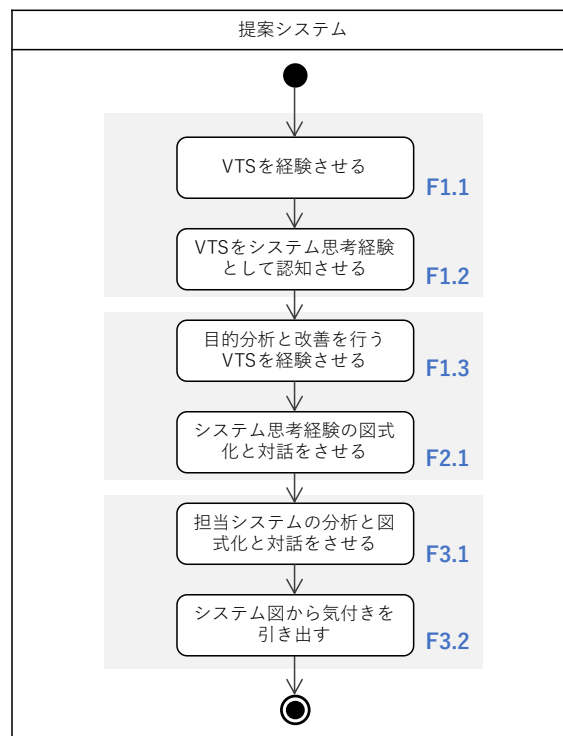 提案システム
VTSを経験させる
F1.1
VTSをシステム思考経験
として認知させる
F1.2
目的分析と改善を行う
VTSを経験させる
F1.3
システム思考経験の図式
化と対話をさせる
F2.1
担当システムの分析と図
式化と対話をさせる
F3.1
システム図から気付きを
引き出す
F3.2